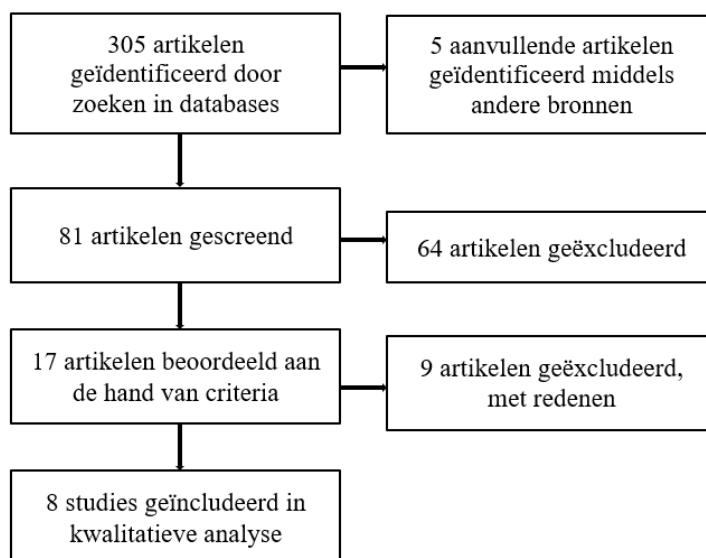 305 artikelen
geïdentificeerd door
zoeken in databases
5 aanvullende artikelen
geïdentificeerd middels
andere bronnen
81 artikelen gescreend
64 artikelen geëxcludeerd
17 artikelen beoordeeld aan
de hand van criteria
9 artikelen geëxcludeerd,
met redenen
8 studies geïncludeerd in
kwalitatieve analyse